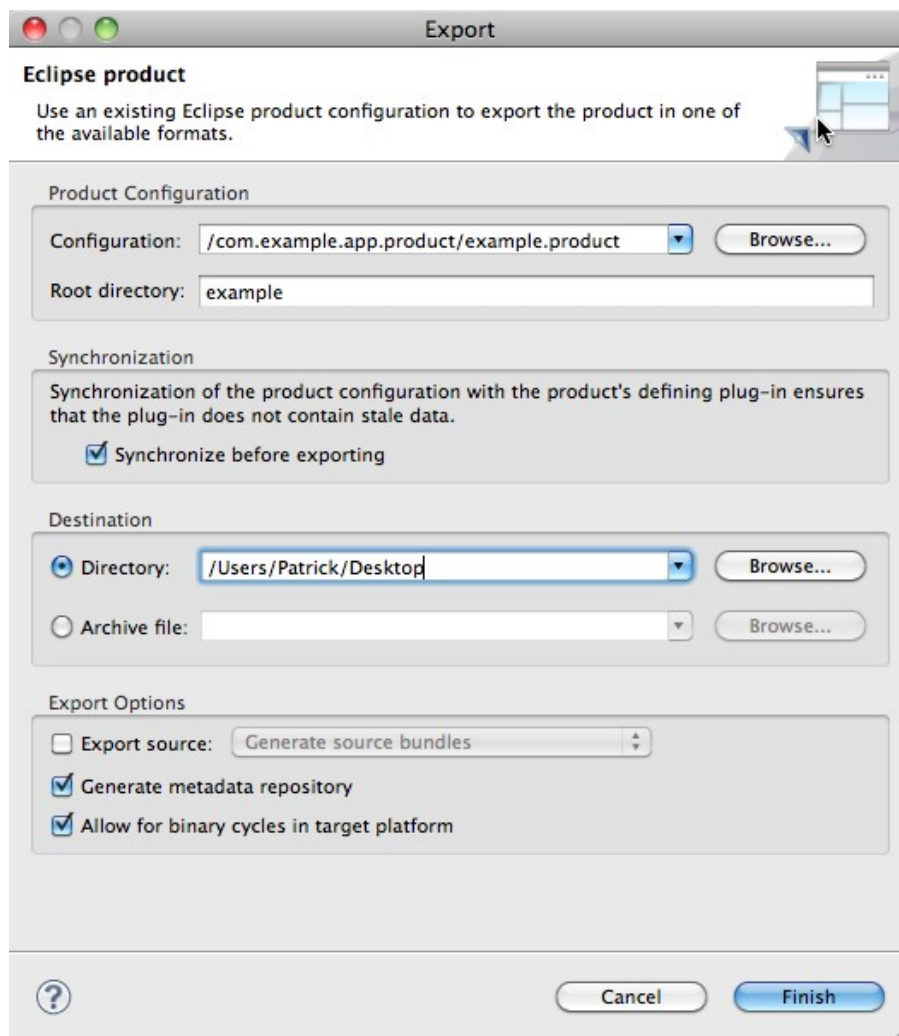 Export
Eclipse product
Use an existing Eclipse product configuration to export the product in one of
the available formats.
Product Configuration
Configuration: /com.example.app.product/example.product Browse...
Root directory: example
Synchronization
Synchronization of the product configuration with the product's defining plug-in ensures
that the plug-in does not contain stale data.
Synchronize before exporting
Destination
Directory: /Users/Patrick/Desktop Browse...
Archive file: Browse...
Export Options
Export source: Generate source bundles
Generate metadata repository
Allow for binary cycles in target platform
? Cancel Finish